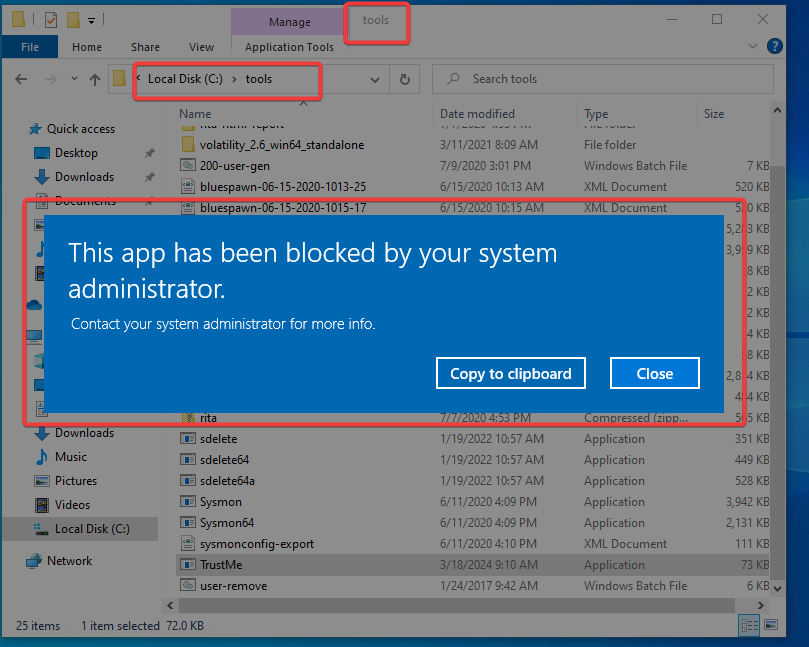 Manage
tools
File
Home
Share
View
Application Tools
Local Disk (C:) > tools
Search tools
Name
Date modified
Type
Size
Quick access
Desktop
Downloads
Documents
volatility_2.6_win64_standalone 3/11/2021 8:09 AM File folder
200-user-gen 7/9/2020 3:01 PM Windows Batch File 7 KB
bluespawn-06-15-2020-1013-25 6/15/2020 10:13 AM XML Document 520 KB
bluespawn-06-15-2020-1015-17 6/15/2020 10:15 AM XML Document 520 KB
This app has been blocked by your system
administrator.
Contact your system administrator for more info.
Copy to clipboard
Close
rita 7/7/2020 4:53 PM Compressed (zipp... 565 KB
Downloads
Music
Pictures
Videos
Local Disk (C:)
Network
sdelete 1/19/2022 10:57 AM Application 351 KB
sdelete64 1/19/2022 10:57 AM Application 449 KB
sdelete64a 1/19/2022 10:57 AM Application 528 KB
Sysmon 6/11/2020 4:09 PM Application 3,942 KB
Sysmon64 6/11/2020 4:09 PM Application 2,131 KB
sysmonconfig-export 6/11/2020 4:10 PM XML Document 111 KB
TrustMe 3/18/2024 9:10 AM Application 73 KB
user-remove 1/24/2017 9:42 AM Windows Batch File 6 KB
25 items
1 item selected 72.0 KB